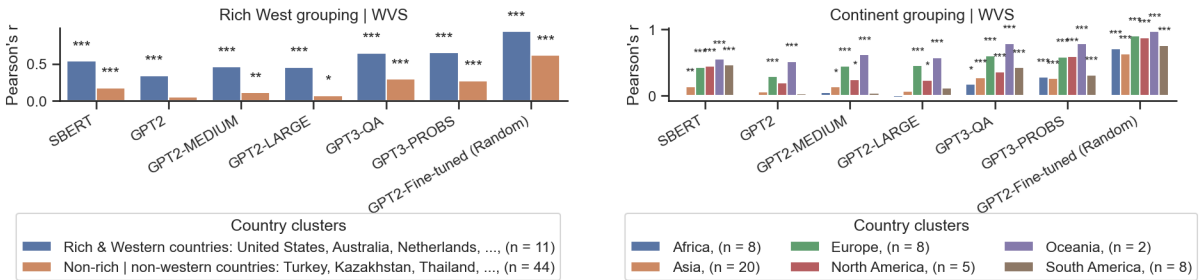 Rich West grouping | WVS
Pearson's r
0.5
0.0
***
***
***
***
**
***
*
***
***
***
***
***
***
SBERT
GPT2
GPT2-MEDIUM
GPT2-LARGE
GPT3-QA
GPT3-PROBS
GPT2-Fine-tuned (Random)
Country clusters
Rich & Western countries: United States, Australia, Netherlands, ..., (n = 11)
Non-rich | non-western countries: Turkey, Kazakhstan, Thailand, ..., (n = 44)
Continent grouping | WVS
Pearson's r
1
0
SBERT
GPT2
GPT2-MEDIUM
GPT2-LARGE
GPT3-QA
GPT3-PROBS
GPT2-Fine-tuned (Random)
Country clusters
Africa, (n = 8)
Europe, (n = 8)
Oceania, (n = 2)
Asia, (n = 20)
North America, (n = 5)
South America, (n = 8)